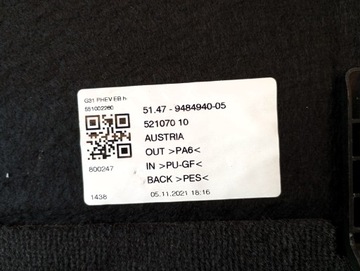 G31 PHEV EB h
551002260
51.47 - 9484940-05
521070 10
AUSTRIA
OUT >PA6<
IN >PU-GF<
BACK >PES<
800247
1438
05.11.2021 18:16